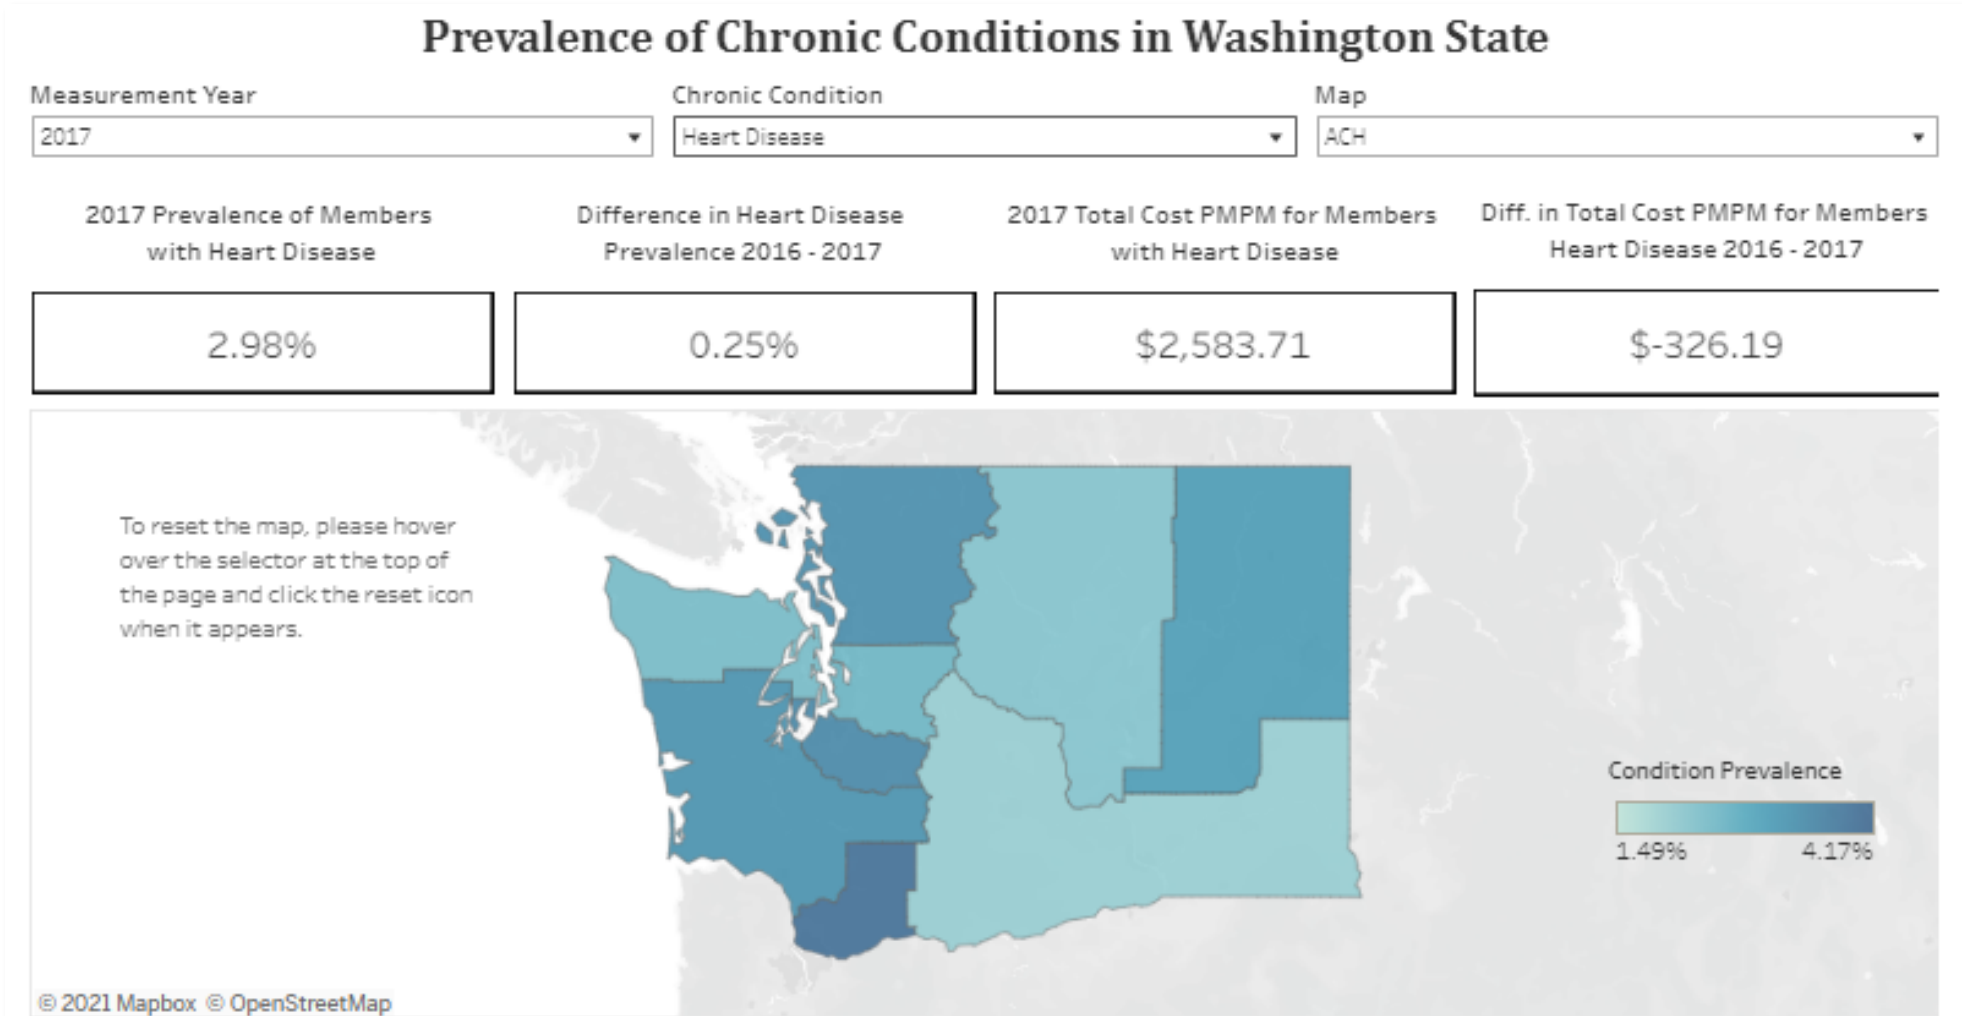 Prevalence of Chronic Conditions in Washington State
Measurement Year
Chronic Condition
Map
2017
Heart Disease
ACH
2017 Prevalence of Members
with Heart Disease
Difference in Heart Disease
Prevalence 2016 - 2017
2017 Total Cost PMPM for Members
with Heart Disease
Diff. in Total Cost PMPM for Members
Heart Disease 2016 - 2017
2.98%
0.25%
$2,583.71
$-326.19
To reset the map, please hover
over the selector at the top of
the page and click the reset icon
when it appears.
Condition Prevalence
1.49%
4.17%
© 2021 Mapbox © OpenStreetMap